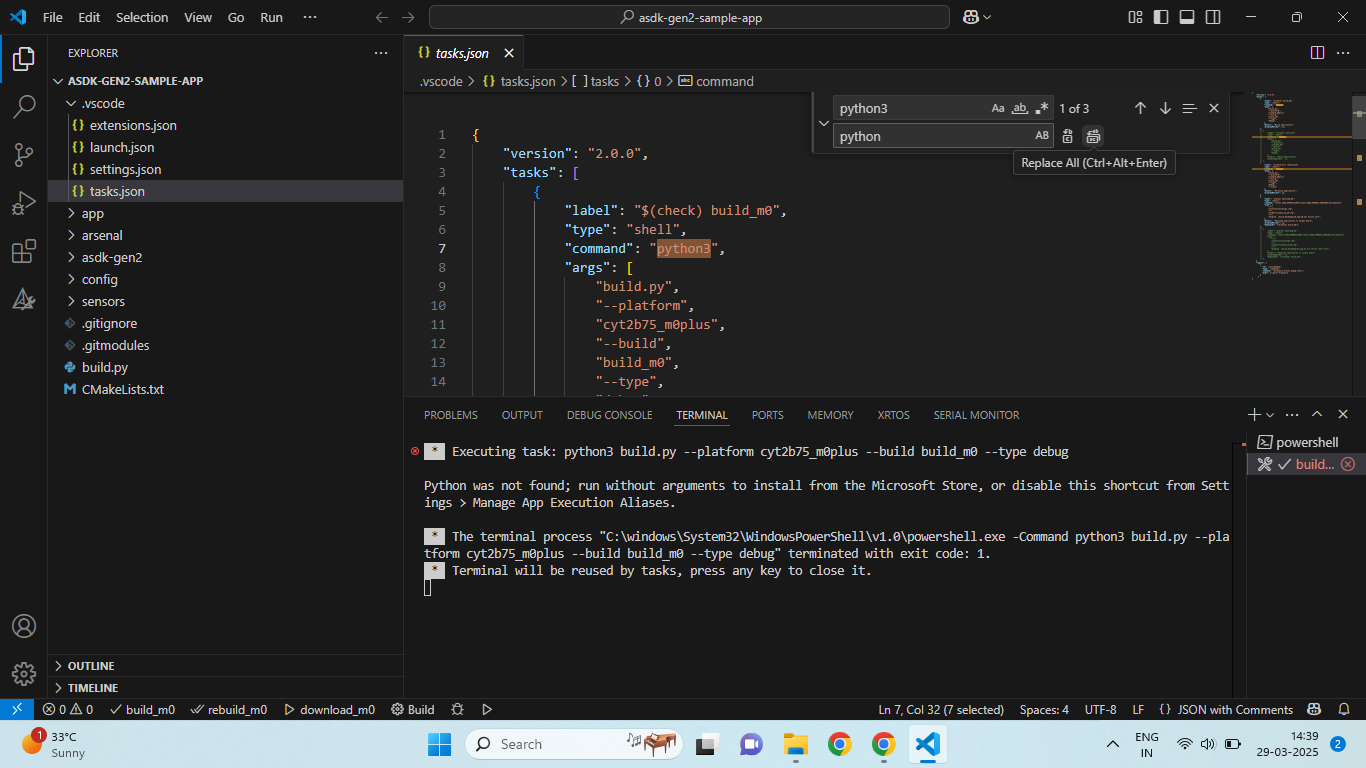 File Edit Selection View Go Run ···
asdk-gen2-sample-app
EXPLORER
ASDK-GEN2-SAMPLE-APP
.vscode
extensions.json
launch.json
settings.json
tasks.json
app
arsenal
asdk-gen2
config
sensors
.gitignore
.gitmodules
build.py
CMakeLists.txt
OUTLINE
TIMELINE
tasks.json
.vscode > tasks.json > [ ] tasks > {} 0 > command
python3 Aa ab 1 of 3
python AB
Replace All (Ctrl+Alt+Enter)
1 {
2 "version": "2.0.0",
3 "tasks": [
4 {
5 "label": "$(check) build_m0",
6 "type": "shell",
7 "command": "python3",
8 "args": [
9 "build.py",
10 "--platform",
11 "cyt2b75_m0plus",
12 "--build",
13 "build_m0",
14 "--type",
PROBLEMS OUTPUT DEBUG CONSOLE TERMINAL PORTS MEMORY XRTOS SERIAL MONITOR
* Executing task: python3 build.py --platform cyt2b75_m0plus --build build_m0 --type debug
Python was not found; run without arguments to install from the Microsoft Store, or disable this shortcut from Sett
ings > Manage App Execution Aliases.
* The terminal process "C:\windows\System32\WindowsPowerShell\v1.0\powershell.exe -Command python3 build.py --pla
tform cyt2b75_m0plus --build build_m0 --type debug" terminated with exit code: 1.
* Terminal will be reused by tasks, press any key to close it.
powershell
build...
0 0 build_m0 rebuild_m0 download_m0 Build
Ln 7, Col 32 (7 selected) Spaces: 4 UTF-8 LF {} JSON with Comments
1
33°C
Sunny
Search
ENG
IN
14:39
29-03-2025
2